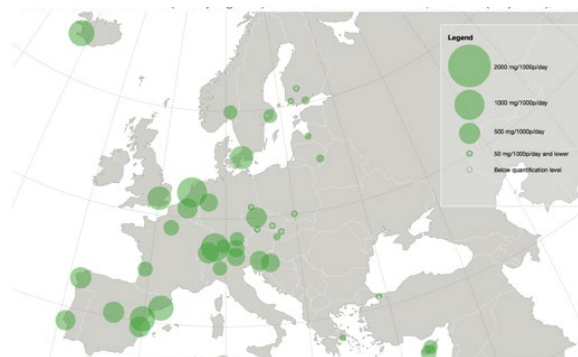 Legend
2000 mg/1000p/day
1000 mg/1000p/day
500 mg/1000p/day
50 mg/1000p/day and lower
Below quantification level